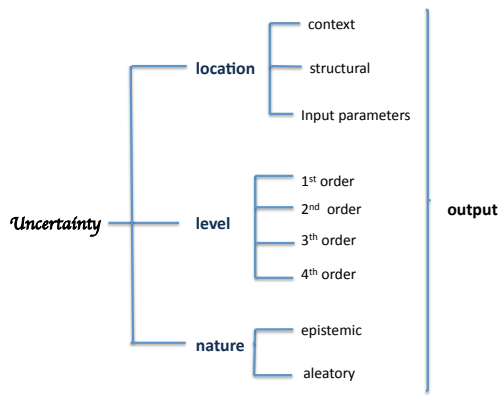 Uncertainty
location
context
structural
Input parameters
level
1st order
2nd order
3th order
4th order
nature
epistemic
aleatory
output